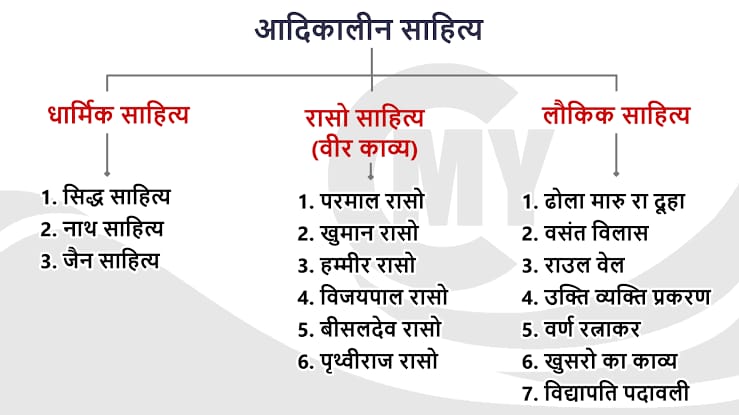 आदिकालीन साहित्य
धार्मिक साहित्य
1. सिद्ध साहित्य
2. नाथ साहित्य
3. जैन साहित्य
रासो साहित्य
(वीर काव्य)
1. परमाल रासो
2. खुमान रासो
3. हम्मीर रासो
4. विजयपाल रासो
5. बीसलदेव रासो
6. पृथ्वीराज रासो
लौकिक साहित्य
1. ढोला मारु रा दूहा
2. वसंत विलास
3. राउल वेल
4. उक्ति व्यक्ति प्रकरण
5. वर्ण रत्नाकर
6. खुसरो का काव्य
7. विद्यापति पदावली
CMY